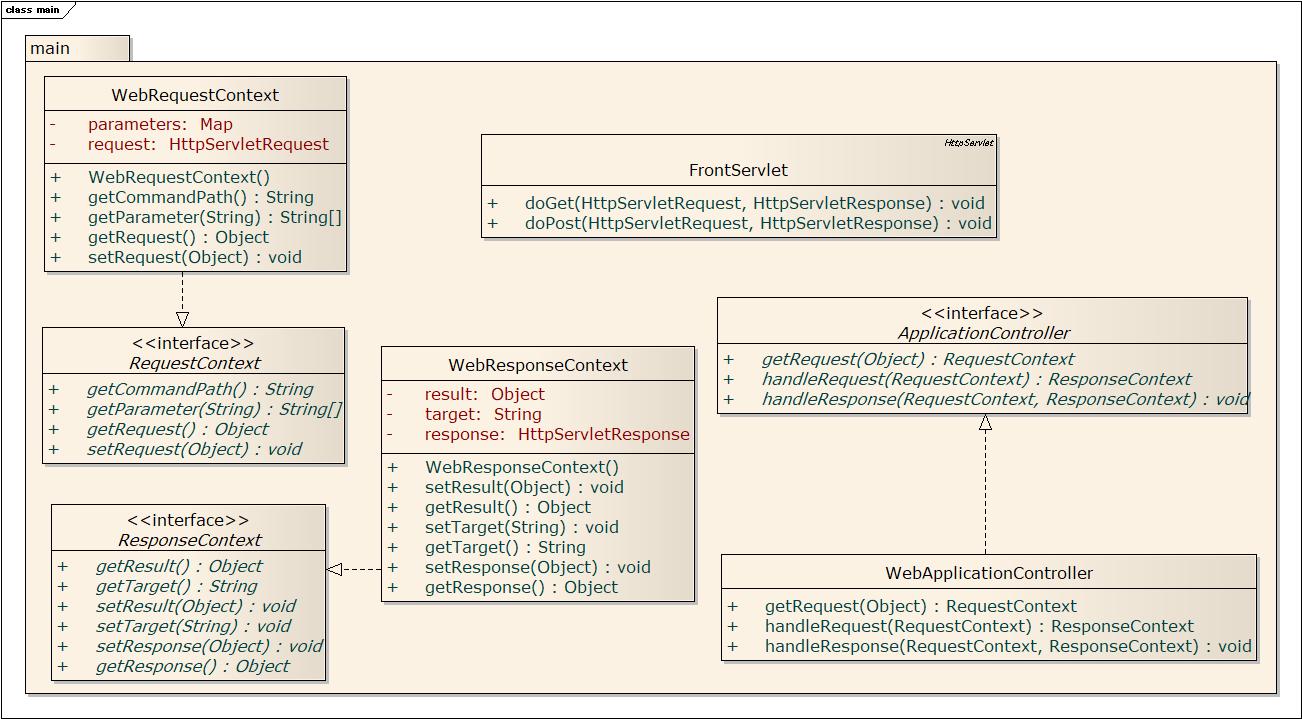 class main
main
WebRequestContext
- parameters: Map
- request: HttpServletRequest
+ WebRequestContext()
+ getCommandPath() : String
+ getParameter(String) : String[]
+ getRequest() : Object
+ setRequest(Object) : void
HttpServlet
FrontServlet
+ doGet(HttpServletRequest, HttpServletResponse) : void
+ doPost(HttpServletRequest, HttpServletResponse) : void
<<interface>>
RequestContext
+ getCommandPath() : String
+ getParameter(String) : String[]
+ getRequest() : Object
+ setRequest(Object) : void
<<interface>>
ApplicationController
+ getRequest(Object) : RequestContext
+ handleRequest(RequestContext) : ResponseContext
+ handleResponse(RequestContext, ResponseContext) : void
WebResponseContext
- result: Object
- target: String
- response: HttpServletResponse
+ WebResponseContext()
+ setResult(Object) : void
+ getResult() : Object
+ setTarget(String) : void
+ getTarget() : String
+ setResponse(Object) : void
+ getResponse() : Object
<<interface>>
ResponseContext
+ getResult() : Object
+ getTarget() : String
+ setResult(Object) : void
+ setTarget(String) : void
+ setResponse(Object) : void
+ getResponse() : Object
WebApplicationController
+ getRequest(Object) : RequestContext
+ handleRequest(RequestContext) : ResponseContext
+ handleResponse(RequestContext, ResponseContext) : void